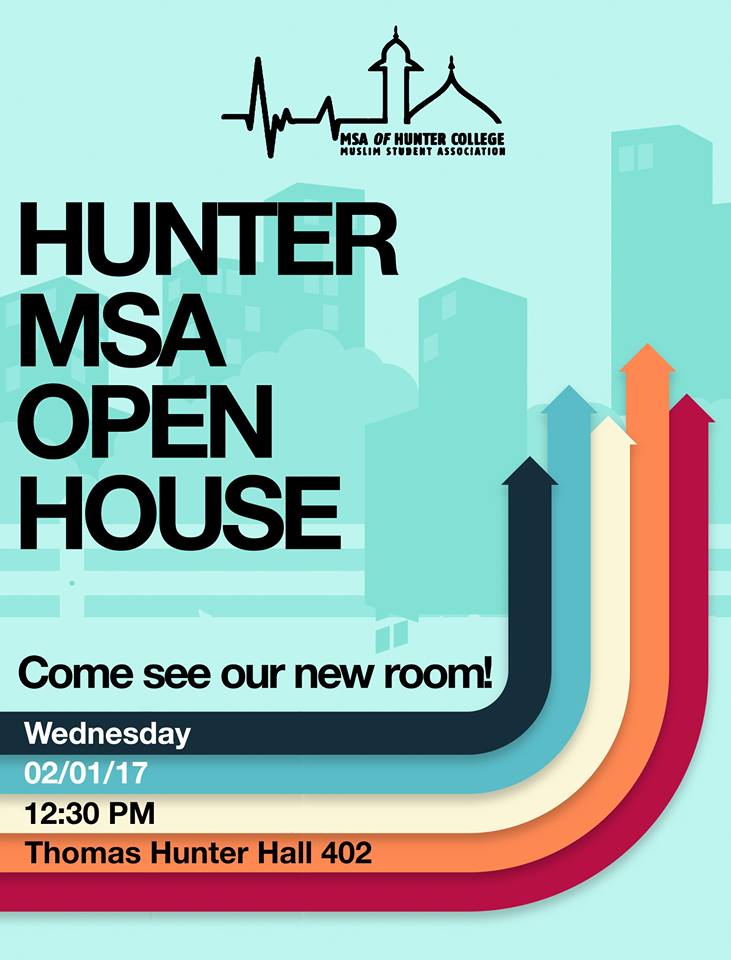 MSA OF HUNTER COLLEGE
MUSLIM STUDENT ASSOCIATION
HUNTER
MSA
OPEN
HOUSE
Come see our new room!
Wednesday
02/01/17
12:30 PM
Thomas Hunter Hall 402